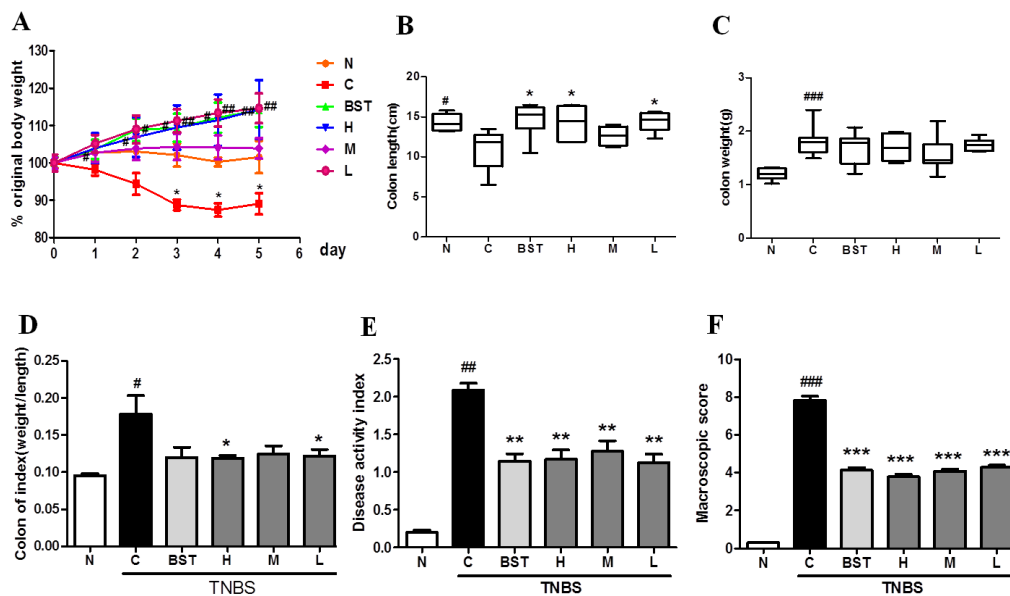 A
% original body weight
130
120
110
100
90
80
0 1 2 3 4 5 6
day
# # ## ## ##
* * *
N
C
BST
H
M
L
B
Colon length(cm)
20
15
10
5
0
# * * *
N C BST H M L
C
colon weight(g)
3
2
1
0
###
N C BST H M L
D
Colon of index(weight/length)
0.25
0.20
0.15
0.10
0.05
0.00
# * *
N C BST H M L
TNBS
E
Disease activity index
2.5
2.0
1.5
1.0
0.5
0.0
## ** ** ** **
N C BST H M L
TNBS
F
Macroscopic score
10
8
6
4
2
0
### *** *** *** ***
N C BST H M L
TNBS